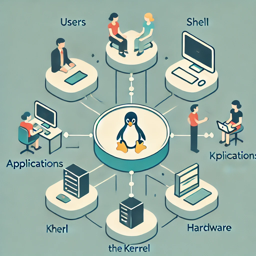 Users
Shell
Applications
Kplications
Kherl
Hardware
the Kerrel